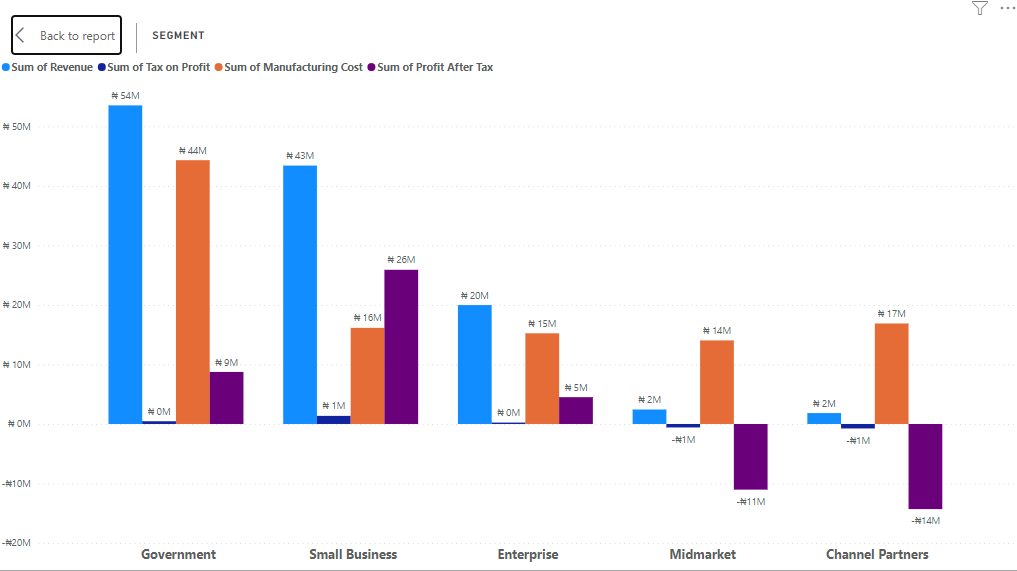 Back to report
SEGMENT
Sum of Revenue Sum of Tax on Profit Sum of Manufacturing Cost Sum of Profit After Tax
₦ 54M
₦ 50M
₦ 44M
₦ 43M
₦ 40M
₦ 30M
₦ 26M
₦ 20M
₦ 20M
₦ 17M
₦ 16M
₦ 15M
₦ 14M
₦ 10M
₦ 9M
₦ 5M
₦ 2M
₦ 2M
₦ 1M
₦ 0M
₦ 0M
₦ 0M
-₦1M
-₦1M
-₦10M
-₦11M
-₦14M
-₦20M
Government Small Business Enterprise Midmarket Channel Partners